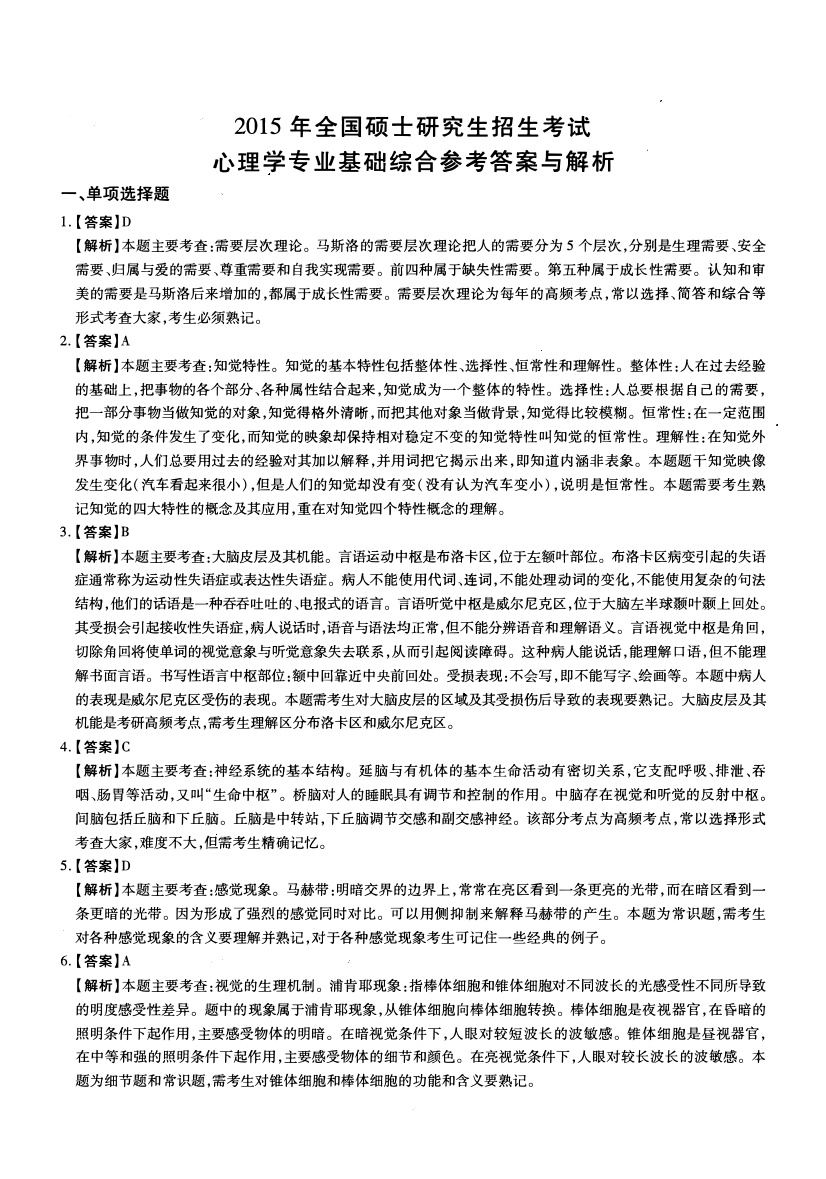 2015 年全国硕士研究生招生考试
心理学专业基础综合参考答案与解析
一、单项选择题
1.【答案】D
【解析】本题主要考查:需要层次理论。马斯洛的需要层次理论把人的需要分为 5 个层次,分别是生理需要、安全
需要、归属与爱的需要、尊重需要和自我实现需要。前四种属于缺失性需要。第五种属于成长性需要。认知和审
美的需要是马斯洛后来增加的,都属于成长性需要。需要层次理论为每年的高频考点,常以选择、简答和综合等
形式考查大家,考生必须熟记。
2.【答案】A
【解析】本题主要考查:知觉特性。知觉的基本特性包括整体性、选择性、恒常性和理解性。整体性:人在过去经验
的基础上,把事物的各个部分、各种属性结合起来,知觉成为一个整体的特性。选择性:人总要根据自己的需要,
把一部分事物当做知觉的对象,知觉得格外清晰,而把其他对象当做背景,知觉得比较模糊。恒常性:在一定范围
内,知觉的条件发生了变化,而知觉的映象却保持相对稳定不变的知觉特性叫知觉的恒常性。理解性:在知觉外
界事物时,人们总要用过去的经验对其加以解释,并用词把它揭示出来,即知道内涵非表象。本题题干知觉映像
发生变化(汽车看起来很小),但是人们的知觉却没有变(没有认为汽车变小),说明是恒常性。本题需要考生熟
记知觉的四大特性的概念及其应用,重在对知觉四个特性概念的理解。
3.【答案】B
【解析】本题主要考查:大脑皮层及其机能。言语运动中枢是布洛卡区,位于左额叶部位。布洛卡区病变引起的失语
症通常称为运动性失语症或表达性失语症。病人不能使用代词、连词,不能处理动词的变化,不能使用复杂的句法
结构,他们的话语是一种吞吞吐吐的、电报式的语言。言语听觉中枢是威尔尼克区,位于大脑左半球颞叶颞上回处。
其受损会引起接收性失语症,病人说话时,语音与语法均正常,但不能分辨语音和理解语义。言语视觉中枢是角回,
切除角回将使单词的视觉意象与听觉意象失去联系,从而引起阅读障碍。这种病人能说话,能理解口语,但不能理
解书面言语。书写性语言中枢部位:额中回靠近中央前回处。受损表现:不会写,即不能写字、绘画等。本题中病人
的表现是威尔尼克区受伤的表现。本题需考生对大脑皮层的区域及其受损伤后导致的表现要熟记。大脑皮层及其
机能是考研高频考点,需考生理解区分布洛卡区和威尔尼克区。
4.【答案】C
【解析】本题主要考查:神经系统的基本结构。延脑与有机体的基本生命活动有密切关系,它支配呼吸、排泄、吞
咽、肠胃等活动,又叫“生命中枢”。桥脑对人的睡眠具有调节和控制的作用。中脑存在视觉和听觉的反射中枢。
间脑包括丘脑和下丘脑。丘脑是中转站,下丘脑调节交感和副交感神经。该部分考点为高频考点,常以选择形式
考查大家,难度不大,但需考生精确记忆。
5.【答案】D
【解析】本题主要考查:感觉现象。马赫带:明暗交界的边界上,常常在亮区看到一条更亮的光带,而在暗区看到一
条更暗的光带。因为形成了强烈的感觉同时对比。可以用侧抑制来解释马赫带的产生。本题为常识题,需考生
对各种感觉现象的含义要理解并熟记,对于各种感觉现象考生可记住一些经典的例子。
6.【答案】A
【解析】本题主要考查:视觉的生理机制。浦肯耶现象:指棒体细胞和锥体细胞对不同波长的光感受性不同所导致
的明度感受性差异。题中的现象属于浦肯耶现象,从锥体细胞向棒体细胞转换。棒体细胞是夜视器官,在昏暗的
照明条件下起作用,主要感受物体的明暗。在暗视觉条件下,人眼对较短波长的波敏感。锥体细胞是昼视器官,
在中等和强的照明条件下起作用,主要感受物体的细节和颜色。在亮视觉条件下,人眼对较长波长的波敏感。本
题为细节题和常识题,需考生对锥体细胞和棒体细胞的功能和含义要熟记。